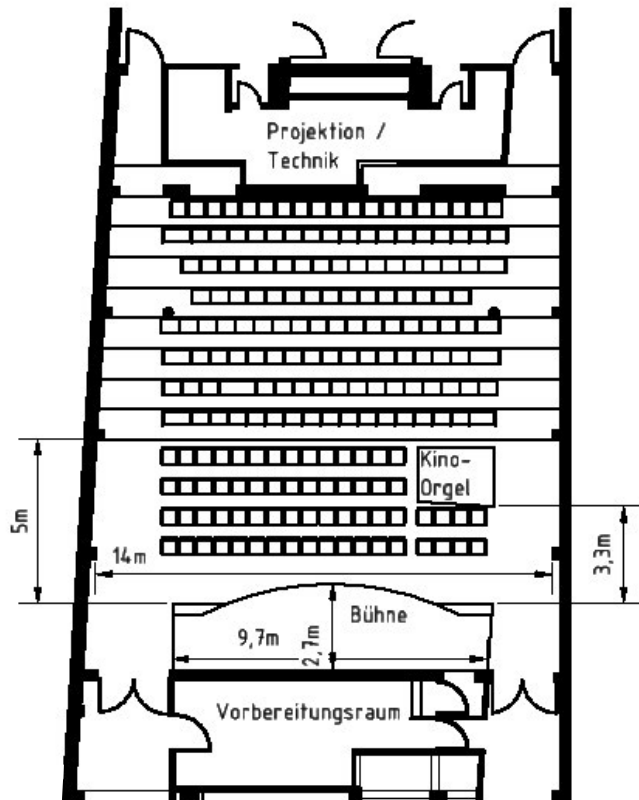 Projektion /
Technik
Kino-
Orgel
5m
14m
3,3m
Bühne
9,7m
2,7m
Vorbereitungsraum